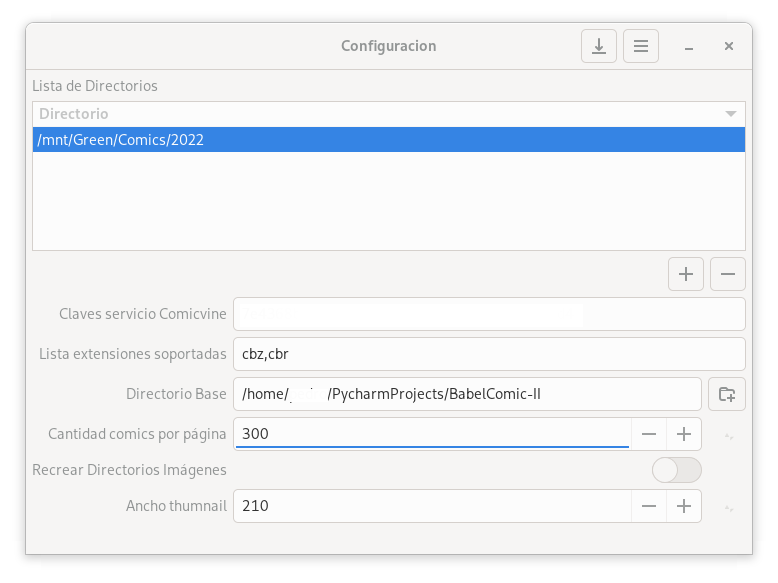 Configuracion
Lista de Directorios
Directorio
/mnt/Green/Comics/2022
Claves servicio Comicvine
Lista extensiones soportadas cbz,cbr
Directorio Base /home/ /PycharmProjects/BabelComic-II
Cantidad comics por página 300
Recrear Directorios Imágenes
Ancho thumnail 210